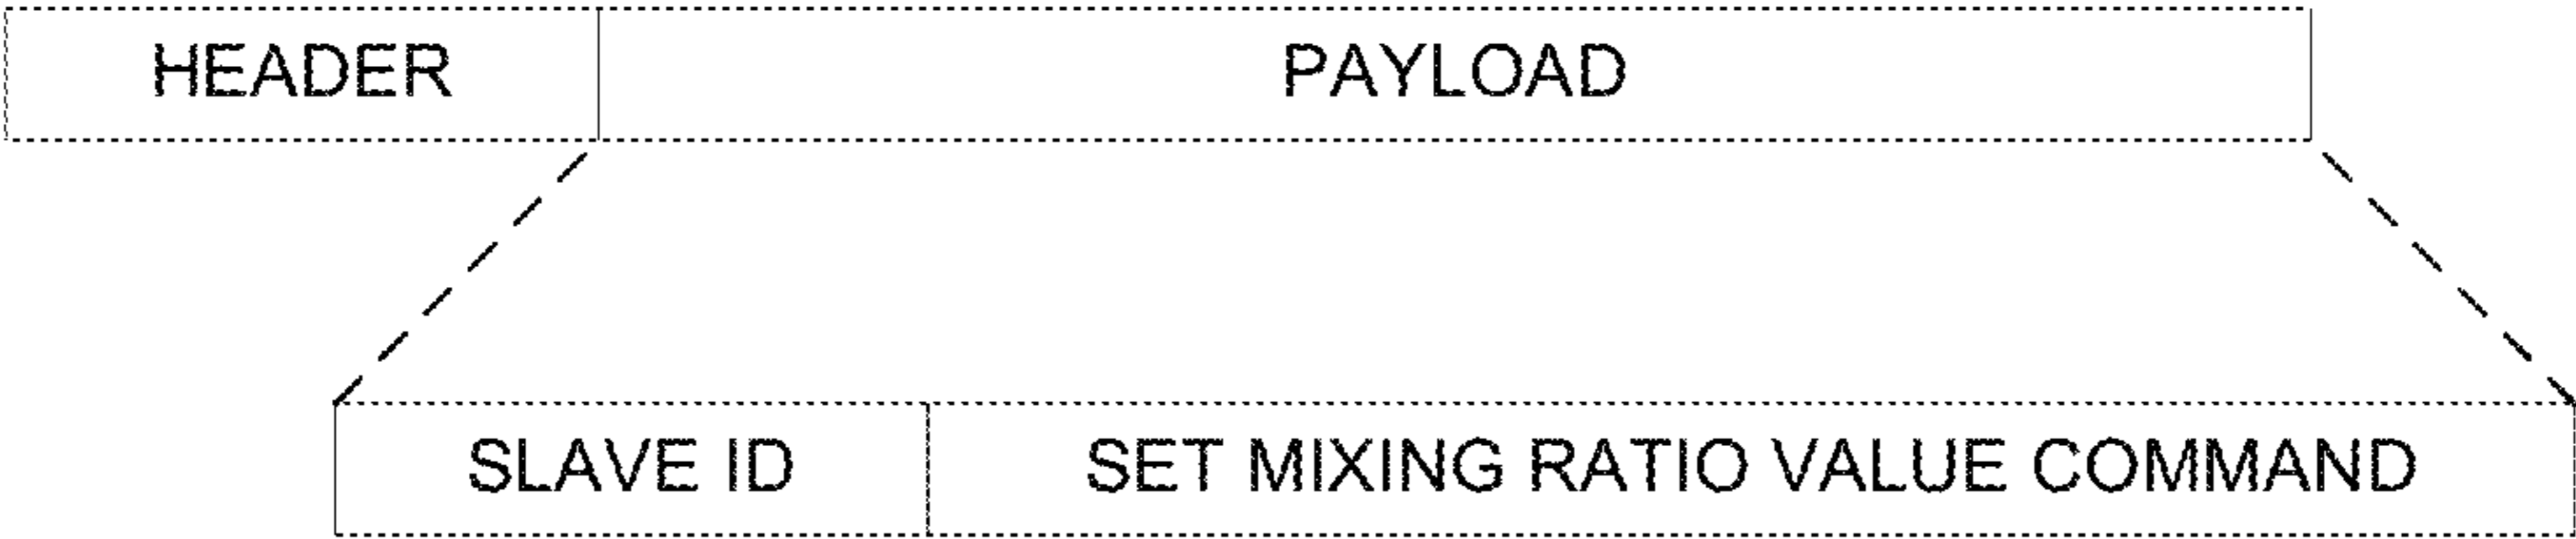 HEADER PAYLOAD
SLAVE ID SET MIXING RATIO VALUE COMMAND